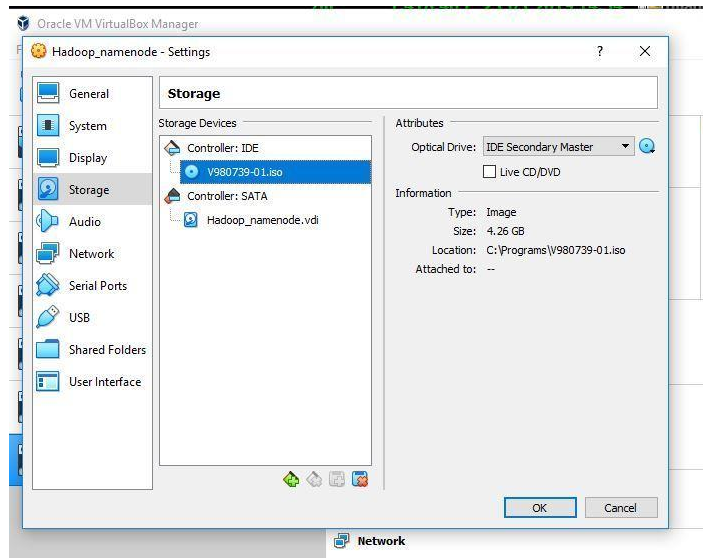 Oracle VM VirtualBox Manager
Hadoop_namenode - Settings
?
General
System
Display
Storage
Audio
Network
Serial Ports
USB
Shared Folders
User Interface
Storage
Storage Devices
Controller: IDE
V980739-01.iso
Controller: SATA
Hadoop_namenode.vdi
Attributes
Optical Drive: IDE Secondary Master
Live CD/DVD
Information
Type: Image
Size: 4.26 GB
Location: C:\Programs\V980739-01.iso
Attached to: --
OK
Cancel
Network